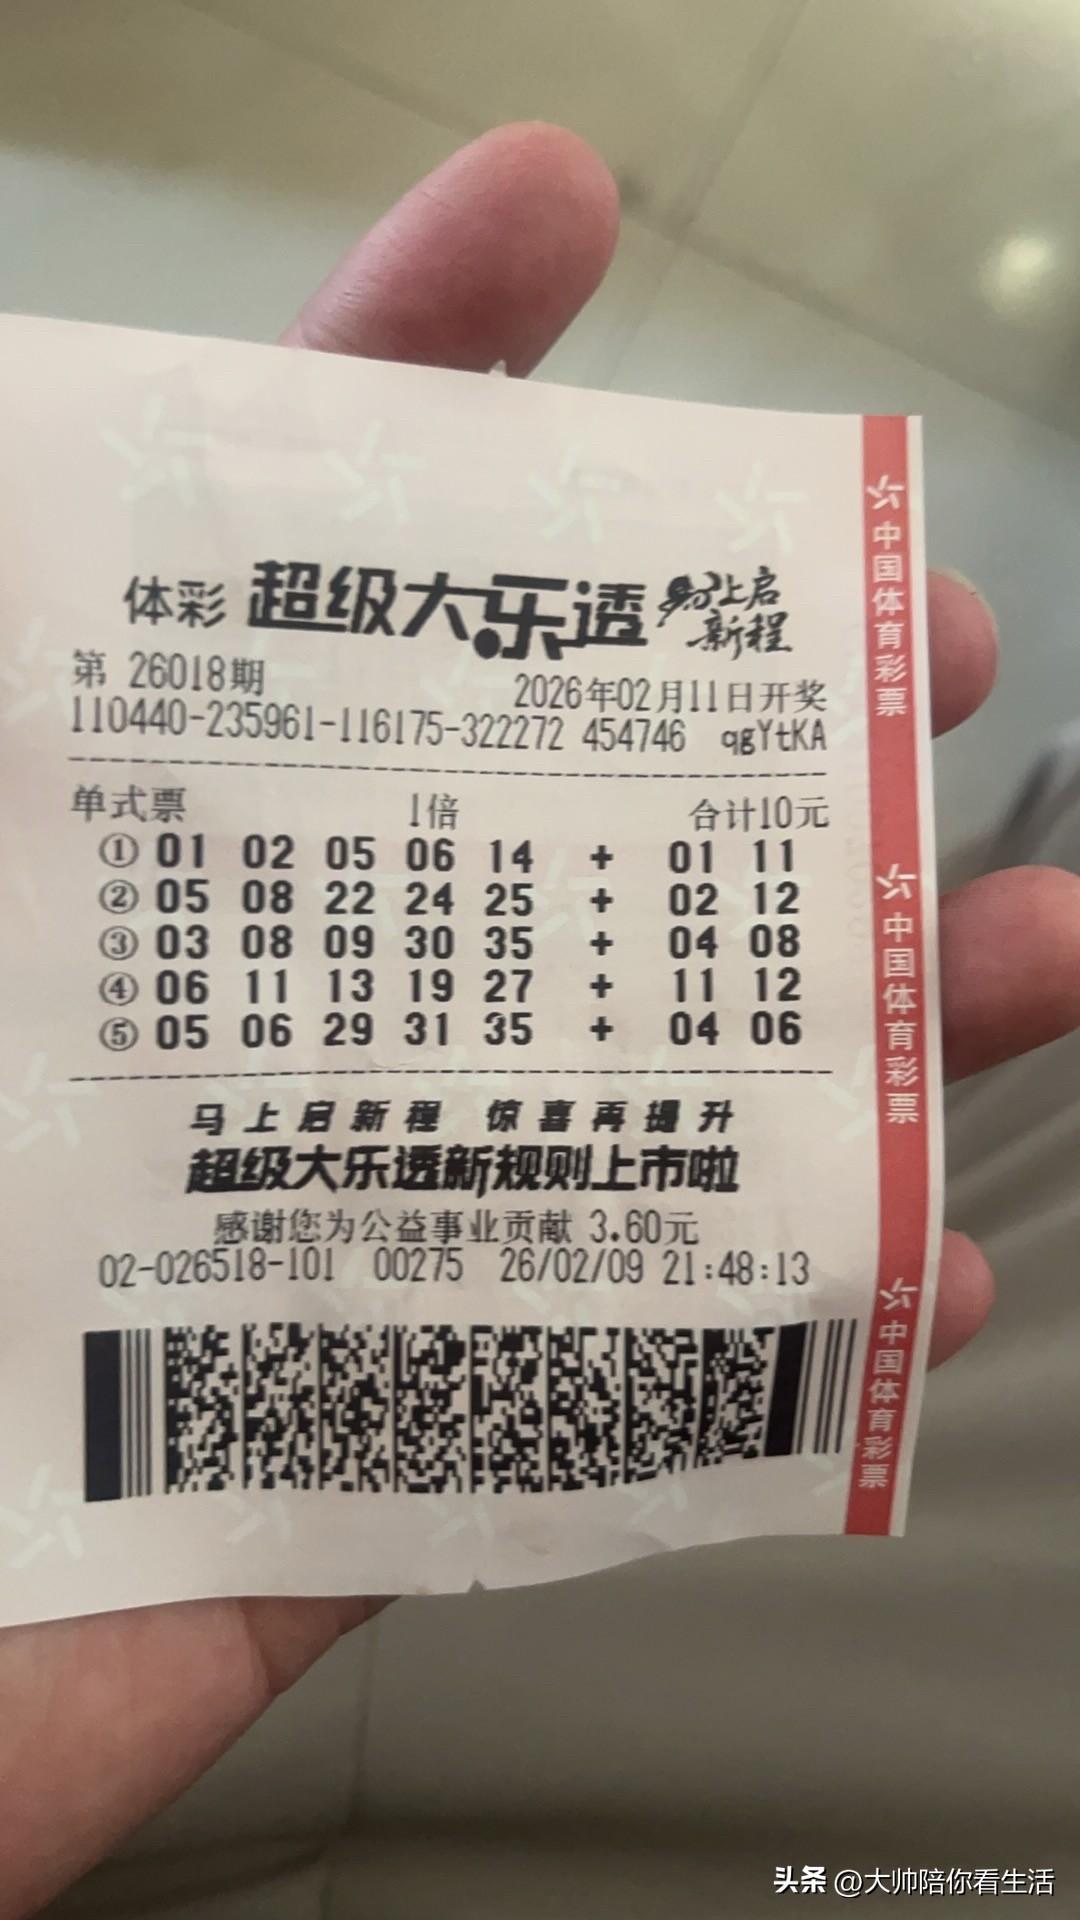 体彩 超级大乐透 马上启
新程
第 26018期 2026年02月11日开奖
110440-235961-116175-322272 454746 qgYtKA
单式票 1倍 合计10元
① 01 02 05 06 14 + 01 11
② 05 08 22 24 25 + 02 12
③ 03 08 09 30 35 + 04 08
④ 06 11 13 19 27 + 11 12
⑤ 05 06 29 31 35 + 04 06
马上启新程 惊喜再提升
超级大乐透新规则上市啦
感谢您为公益事业贡献 3.60元
02-026518-101 00275 26/02/09 21:48:13
中国体育彩票
中国体育彩票
中国体育彩票
头条 @大帅陪你看生活